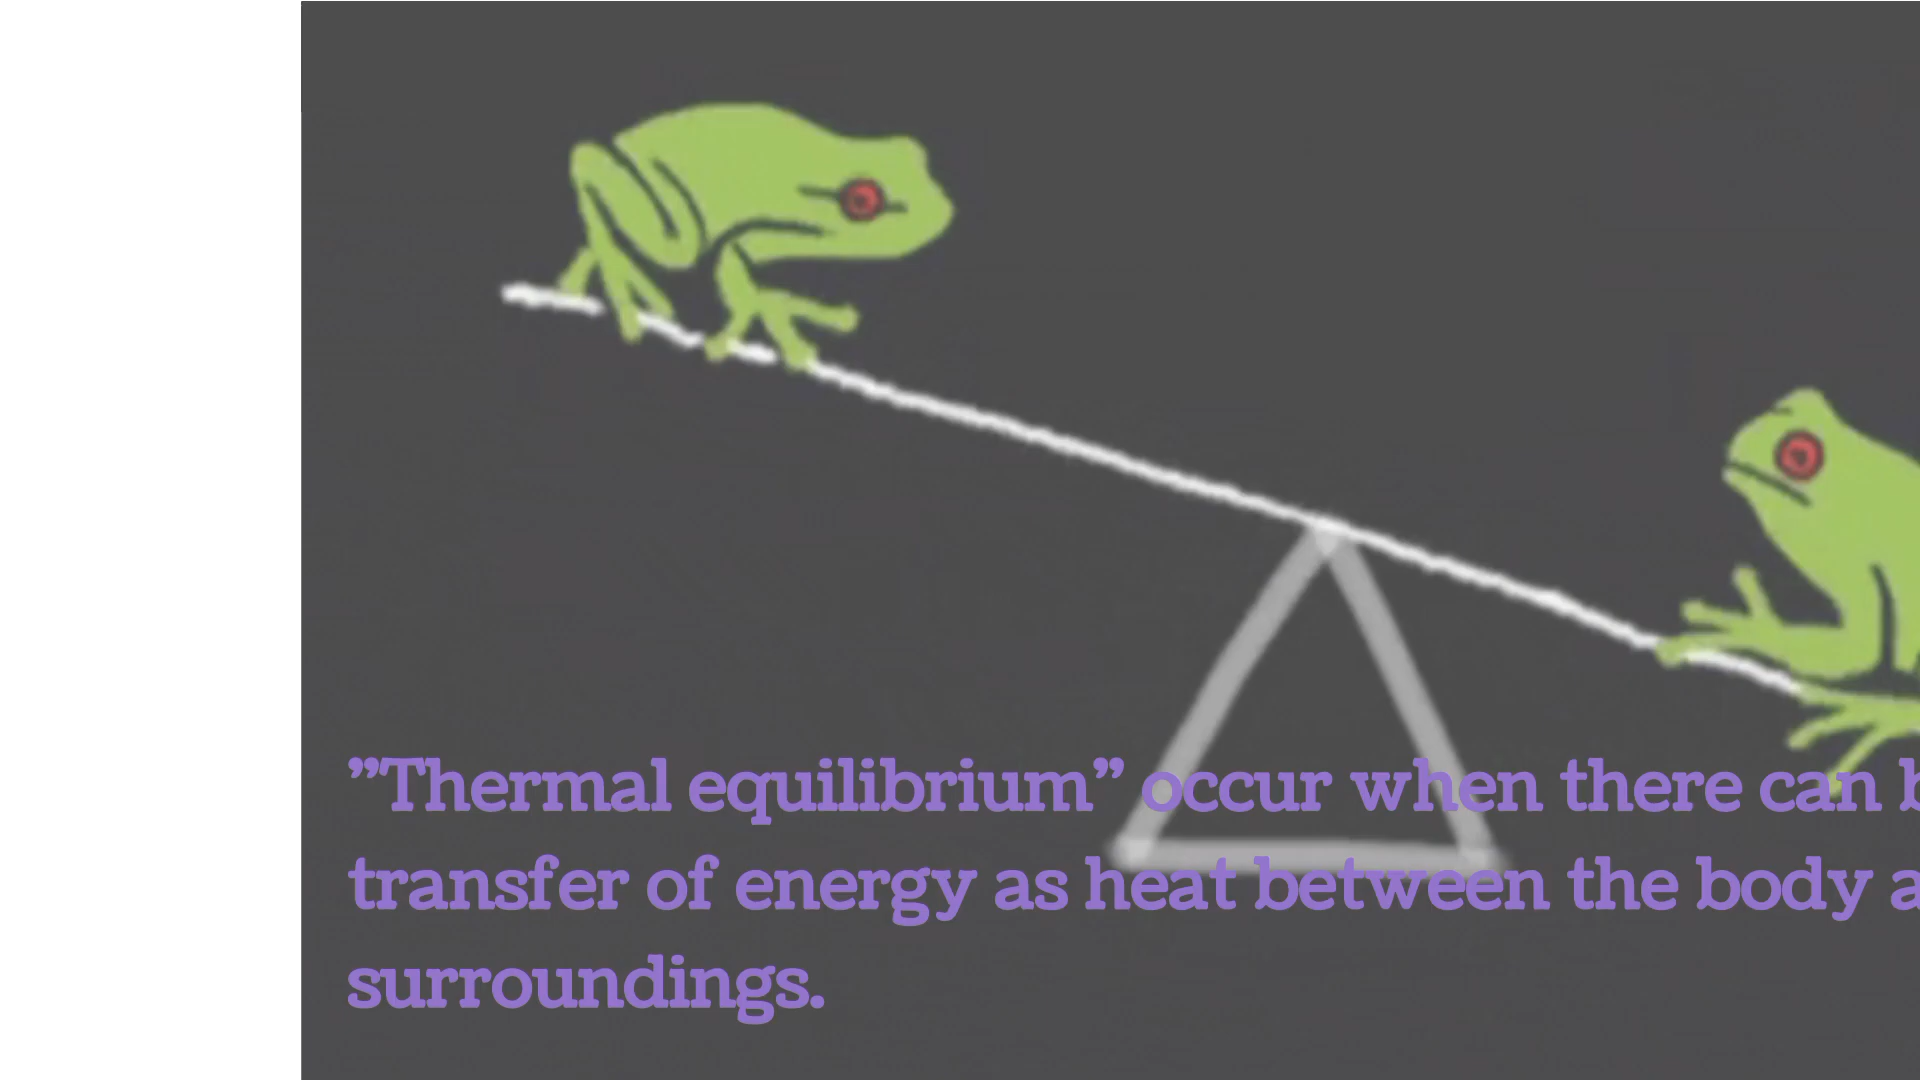 ”Thermal equilibrium” occur when there can
transfer of energy as heat between the body
surroundings.